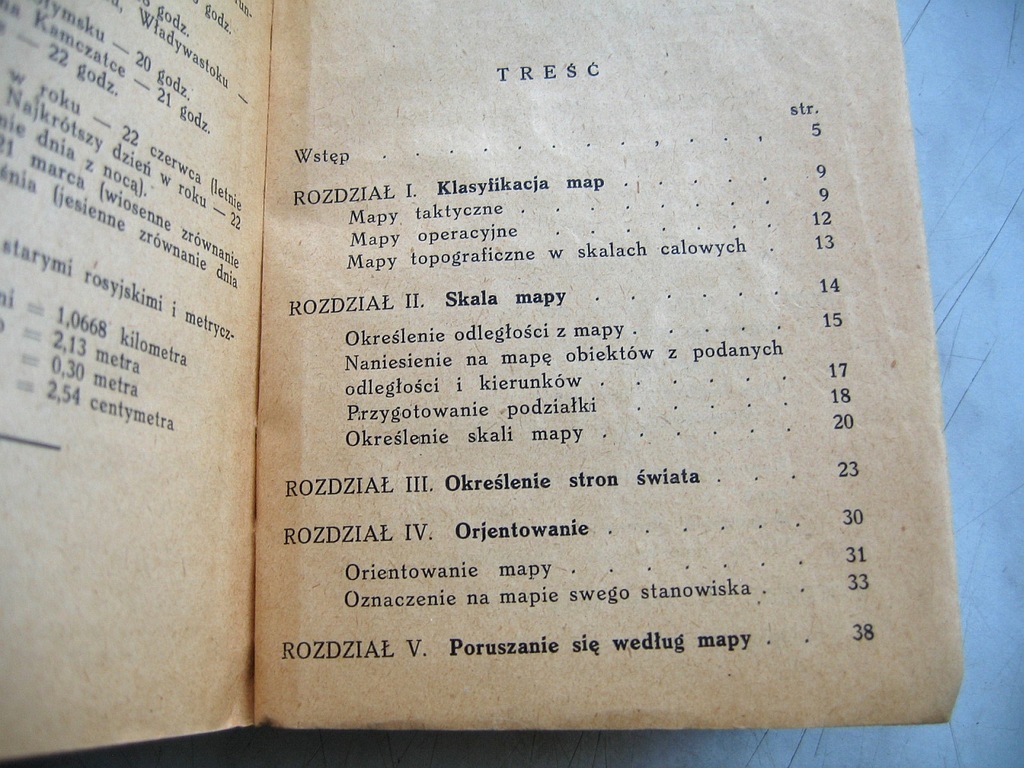 godz.
Władywastoku —
— 20 godz.
Kamczatce — 21 godz.
— 22 godz.
w roku — 22 czerwca (letnie
Najkrótszy dzień w roku — 22
nie dnia z nocą).
21 marca (wiosenne zrównanie
(jesienne zrównanie dnia
starymi rosyjskimi i metrycz-
= 1,0668 kilometra
= 2,13 metra
= 0,30 metra
= 2,54 centymetra
TREŚĆ
str.
Wstęp . . . . . . . . . . . 5
ROZDZIAŁ I. Klasyfikacja map . . . . . 9
Mapy taktyczne . . . . . . . . 9
Mapy operacyjne . . . . . . . 12
Mapy topograficzne w skalach calowych . 13
ROZDZIAŁ II. Skala mapy . . . . . . 14
Określenie odległości z mapy . . . . . 15
Naniesienie na mapę obiektów z podanych
odległości i kierunków . . . . . . 17
Przygotowanie podziałki . . . . . 18
Określenie skali mapy . . . . . . 20
ROZDZIAŁ III. Określenie stron świata . . . 23
ROZDZIAŁ IV. Orjentowanie . . . . . . 30
Orientowanie mapy . . . . . . . 31
Oznaczenie na mapie swego stanowiska . . 33
ROZDZIAŁ V. Poruszanie się według mapy . . 38